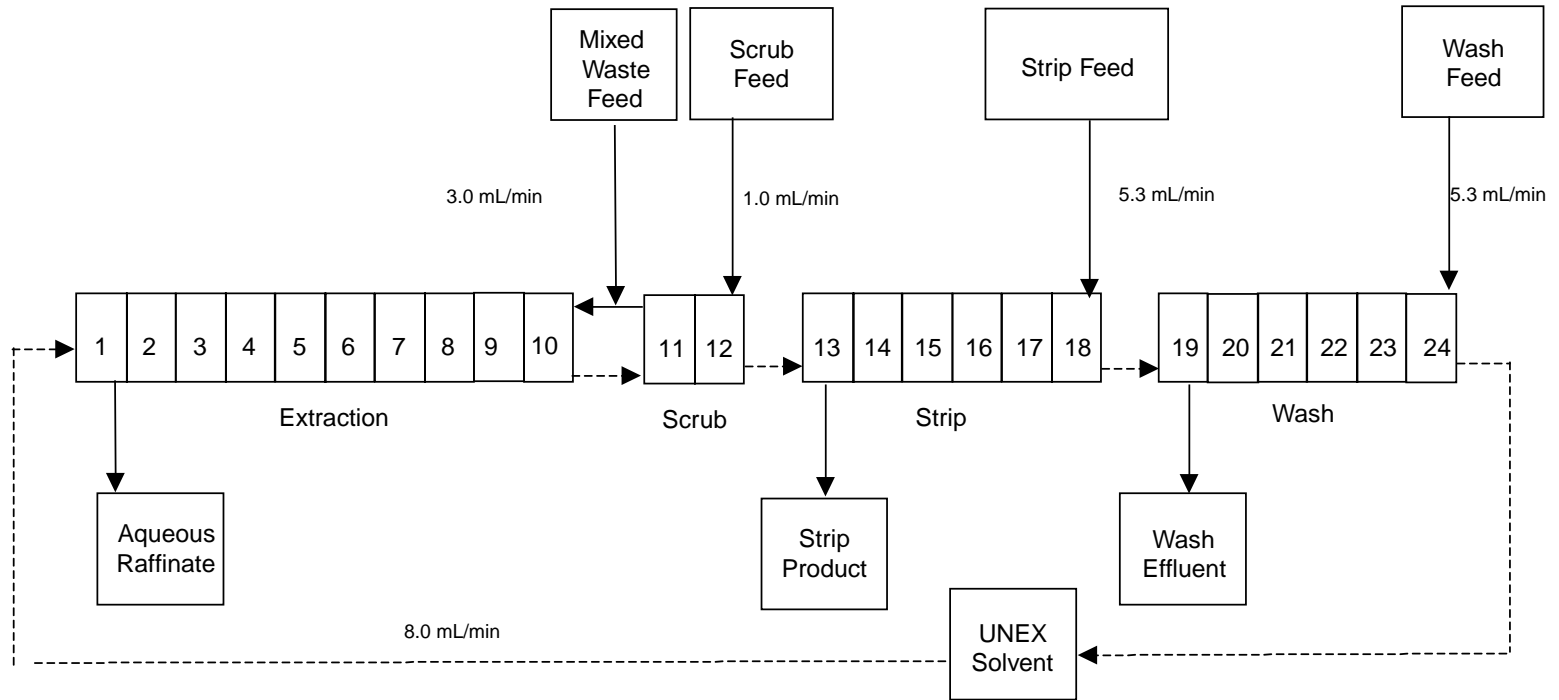 Mixed
Waste
Feed
Scrub
Feed
Strip Feed
Wash
Feed
3.0 mL/min
1.0 mL/min
5.3 mL/min
5.3 mL/min
1 2 3 4 5 6 7 8 9 10 11 12 13 14 15 16 17 18 19 20 21 22 23 24
Extraction
Scrub
Strip
Wash
Aqueous
Raffinate
Strip
Product
Wash
Effluent
8.0 mL/min
UNEX
Solvent